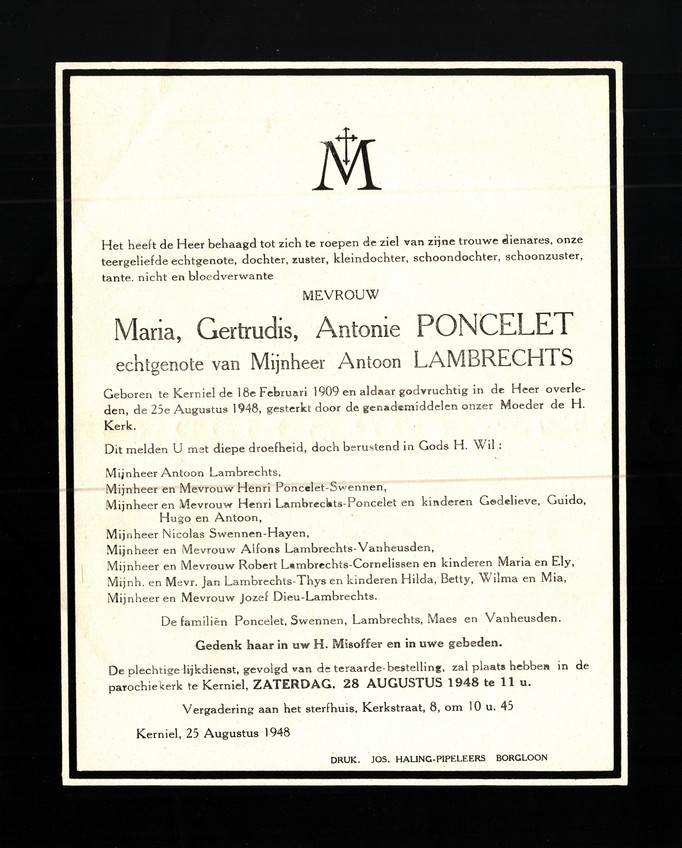 M
Het heeft de Heer behaagd tot zich te roepen de ziel van zijne trouwe dienares, onze
teergeliefde echtgenote, dochter, zuster, kleindochter, schoondochter, schoonzuster,
tante. nicht en bloedverwante
MEVROUW
Maria, Gertrudis, Antonie PONCELET
echtgenote van Mijnheer Antoon LAMBRECHTS
Geboren te Kerniel de 18e Februari 1909 en aldaar godvruchtig in de Heer overle-
den, de 25e Augustus 1948, gesterkt door de genademiddelen onzer Moeder de H.
Kerk.
Dit melden U met diepe droefheid, doch berustend in Gods H. Wil :
Mijnheer Antoon Lambrechts,
Mijnheer en Mevrouw Henri Poncelet-Swennen,
Mijnheer en Mevrouw Henri Lambrechts-Poncelet en kinderen Godelieve, Guido,
Hugo en Antoon,
Mijnheer Nicolas Swennen-Hayen,
Mijnheer en Mevrouw Alfons Lambrechts-Vanheusden,
Mijnheer en Mevrouw Robert Lambrechts-Cornelissen en kinderen Maria en Ely,
Mijnh. en Mevr. Jan Lambrechts-Thys en kinderen Hilda, Betty, Wilma en Mia,
Mijnheer en Mevrouw Jozef Dieu-Lambrechts.
De familiën Poncelet, Swennen, Lambrechts, Maes en Vanheusden.
Gedenk haar in uw H. Misoffer en in uwe gebeden.
De plechtige lijkdienst, gevolgd van de teraarde-bestelling, zal plaats hebben in de
parochiekerk te Kerniel, ZATERDAG, 28 AUGUSTUS 1948 te 11 u.
Vergadering aan het sterfhuis, Kerkstraat, 8, om 10 u. 45
Kerniel, 25 Augustus 1948
DRUK. JOS. HALING-PIPELEERS BORGLOON